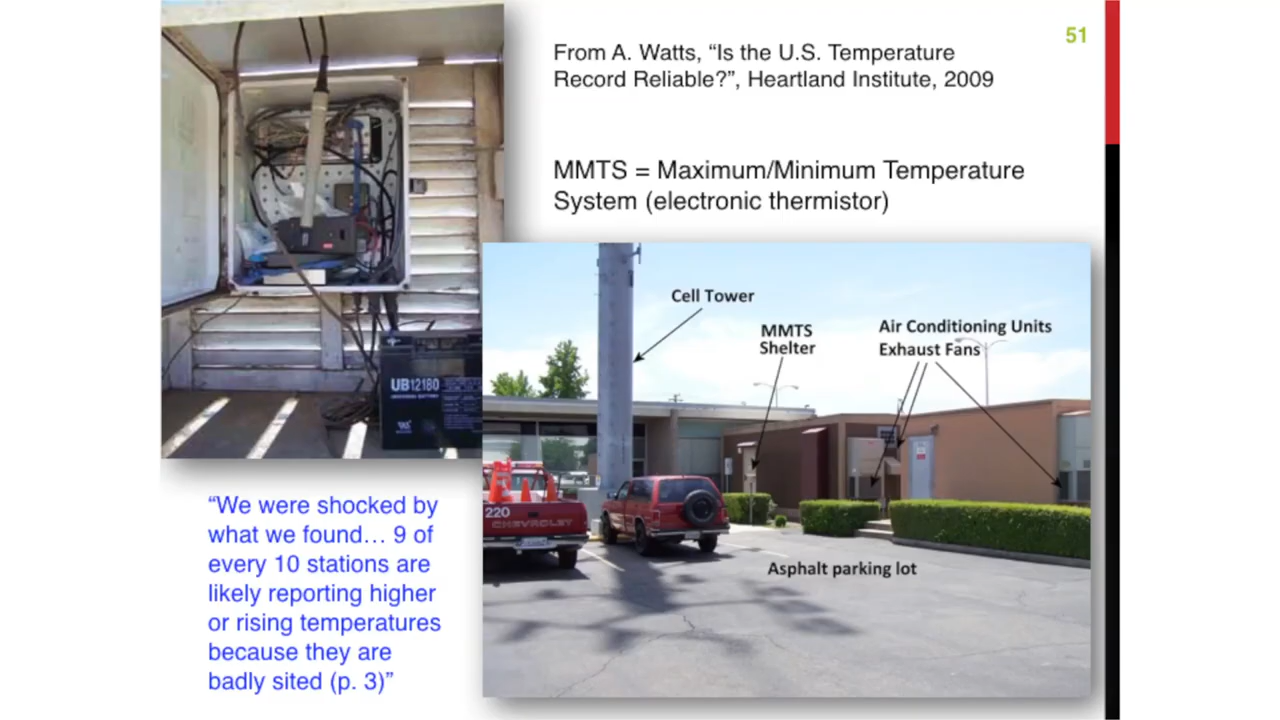 51
From A. Watts, “Is the U.S. Temperature
Record Reliable?”, Heartland Institute, 2009
MMTS = Maximum/Minimum Temperature
System (electronic thermistor)
UB12180
Cell Tower
MMTS
Shelter
Air Conditioning Units
Exhaust Fans
220
CHEVROLET
Asphalt parking lot
“We were shocked by
what we found… 9 of
every 10 stations are
likely reporting higher
or rising temperatures
because they are
badly sited (p. 3)”